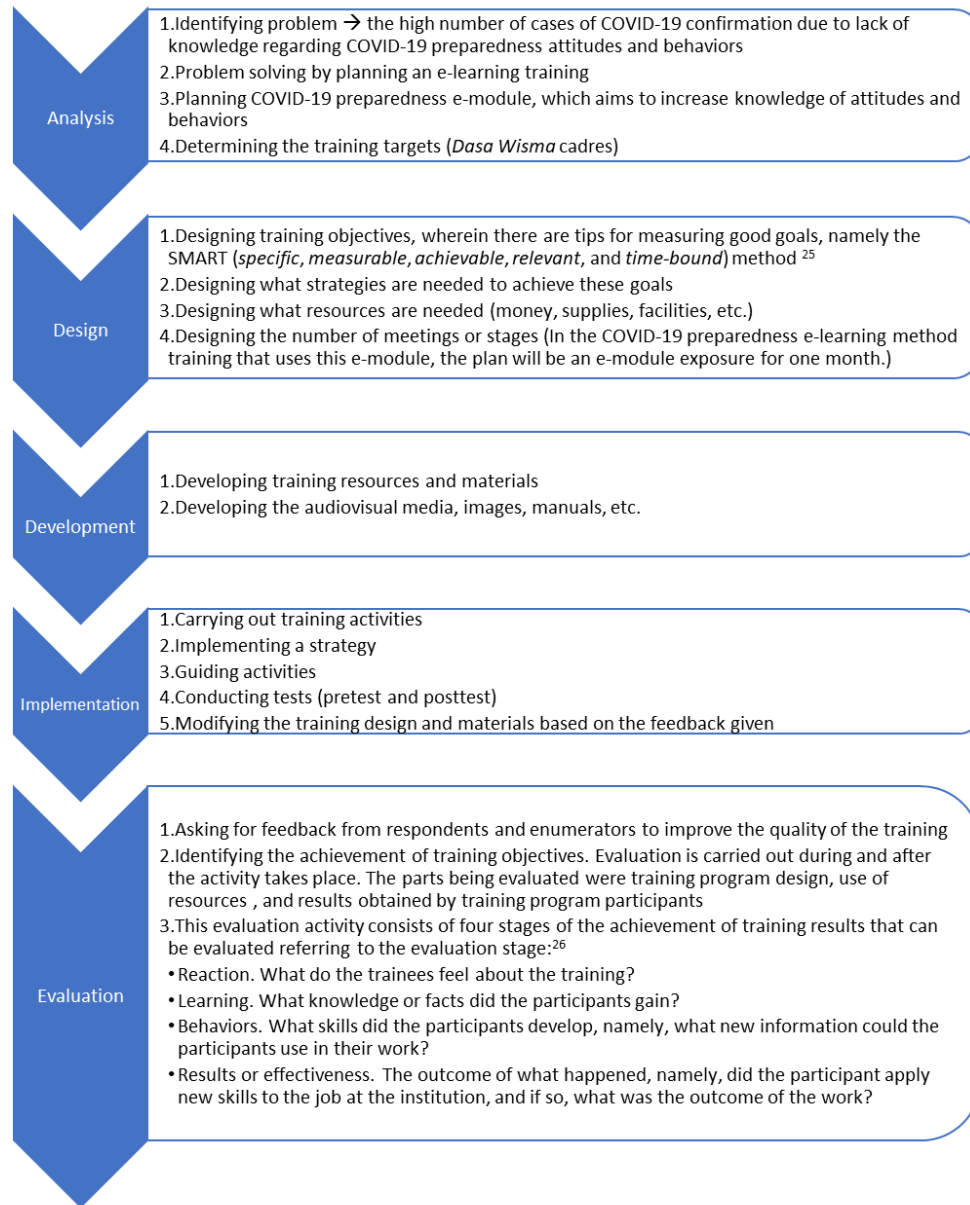 Analysis
1.Identifying problem → the high number of cases of COVID-19 confirmation due to lack of
knowledge regarding COVID-19 preparedness attitudes and behaviors
2.Problem solving by planning an e-learning training
3.Planning COVID-19 preparedness e-module, which aims to increase knowledge of attitudes and
behaviors
4.Determining the training targets (Dasa Wisma cadres)
Design
1.Designing training objectives, wherein there are tips for measuring good goals, namely the
SMART (specific, measurable, achievable, relevant, and time-bound) method 25
2.Designing what strategies are needed to achieve these goals
3.Designing what resources are needed (money, supplies, facilities, etc.)
4.Designing the number of meetings or stages (In the COVID-19 preparedness e-learning method
training that uses this e-module, the plan will be an e-module exposure for one month.)
Development
1.Developing training resources and materials
2.Developing the audiovisual media, images, manuals, etc.
Implementation
1.Carrying out training activities
2.Implementing a strategy
3.Guiding activities
4.Conducting tests (pretest and posttest)
5.Modifying the training design and materials based on the feedback given
Evaluation
1.Asking for feedback from respondents and enumerators to improve the quality of the training
2.Identifying the achievement of training objectives. Evaluation is carried out during and after
the activity takes place. The parts being evaluated were training program design, use of
resources , and results obtained by training program participants
3.This evaluation activity consists of four stages of the achievement of training results that can
be evaluated referring to the evaluation stage:26
• Reaction. What do the trainees feel about the training?
• Learning. What knowledge or facts did the participants gain?
• Behaviors. What skills did the participants develop, namely, what new information could the
participants use in their work?
• Results or effectiveness. The outcome of what happened, namely, did the participant apply
new skills to the job at the institution, and if so, what was the outcome of the work?